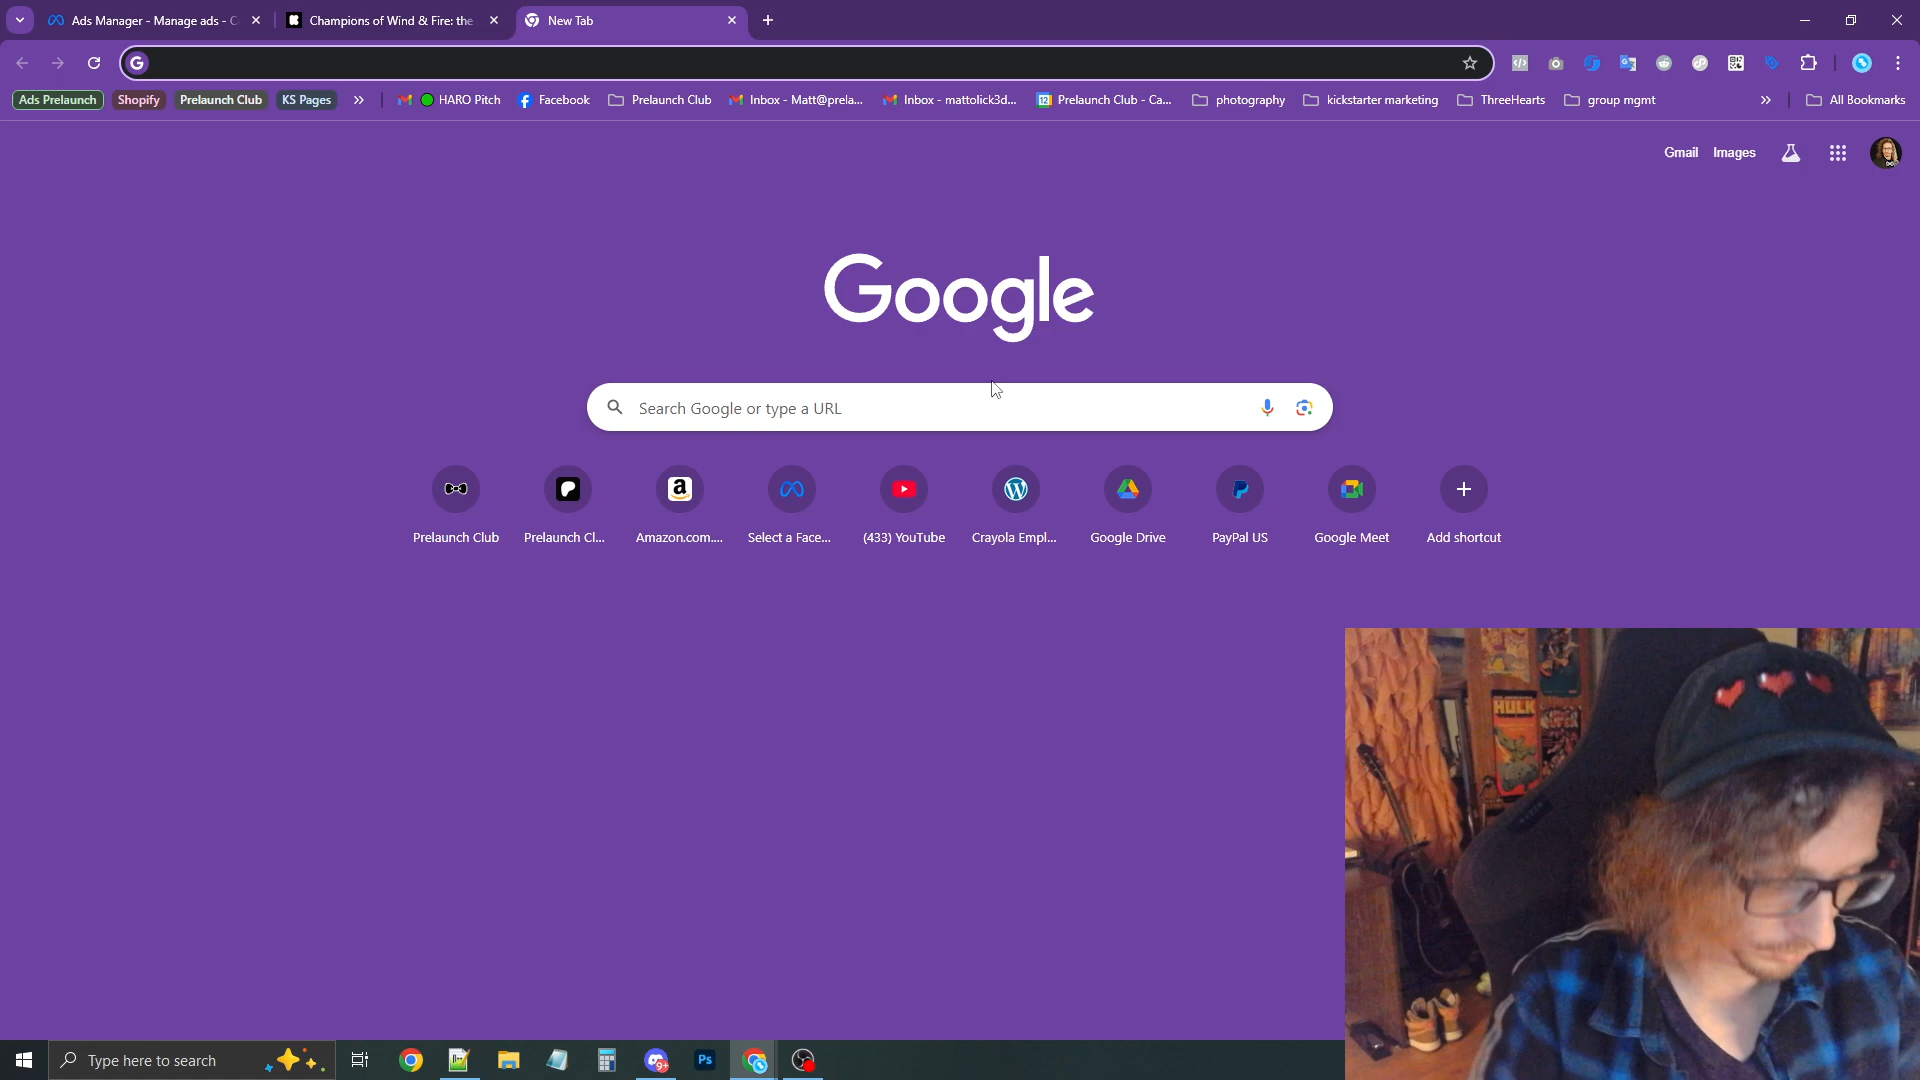 Ads Manager - Manage ads - C
Champions of Wind & Fire: the
New Tab
Ads Prelaunch
Shopify
Prelaunch Club
KS Pages
HARO Pitch
Facebook
Prelaunch Club
Inbox - Matt@prela...
Inbox - mattolick3d...
12
Prelaunch Club - Ca...
photography
kickstarter marketing
ThreeHearts
group mgmt
All Bookmarks
Gmail
Images
Google
Search Google or type a URL
Prelaunch Club
Prelaunch Cl...
Amazon.com....
Select a Face...
(433) YouTube
Crayola Empl...
Google Drive
PayPal US
Google Meet
Add shortcut
HULK
Type here to search
9+
Ps